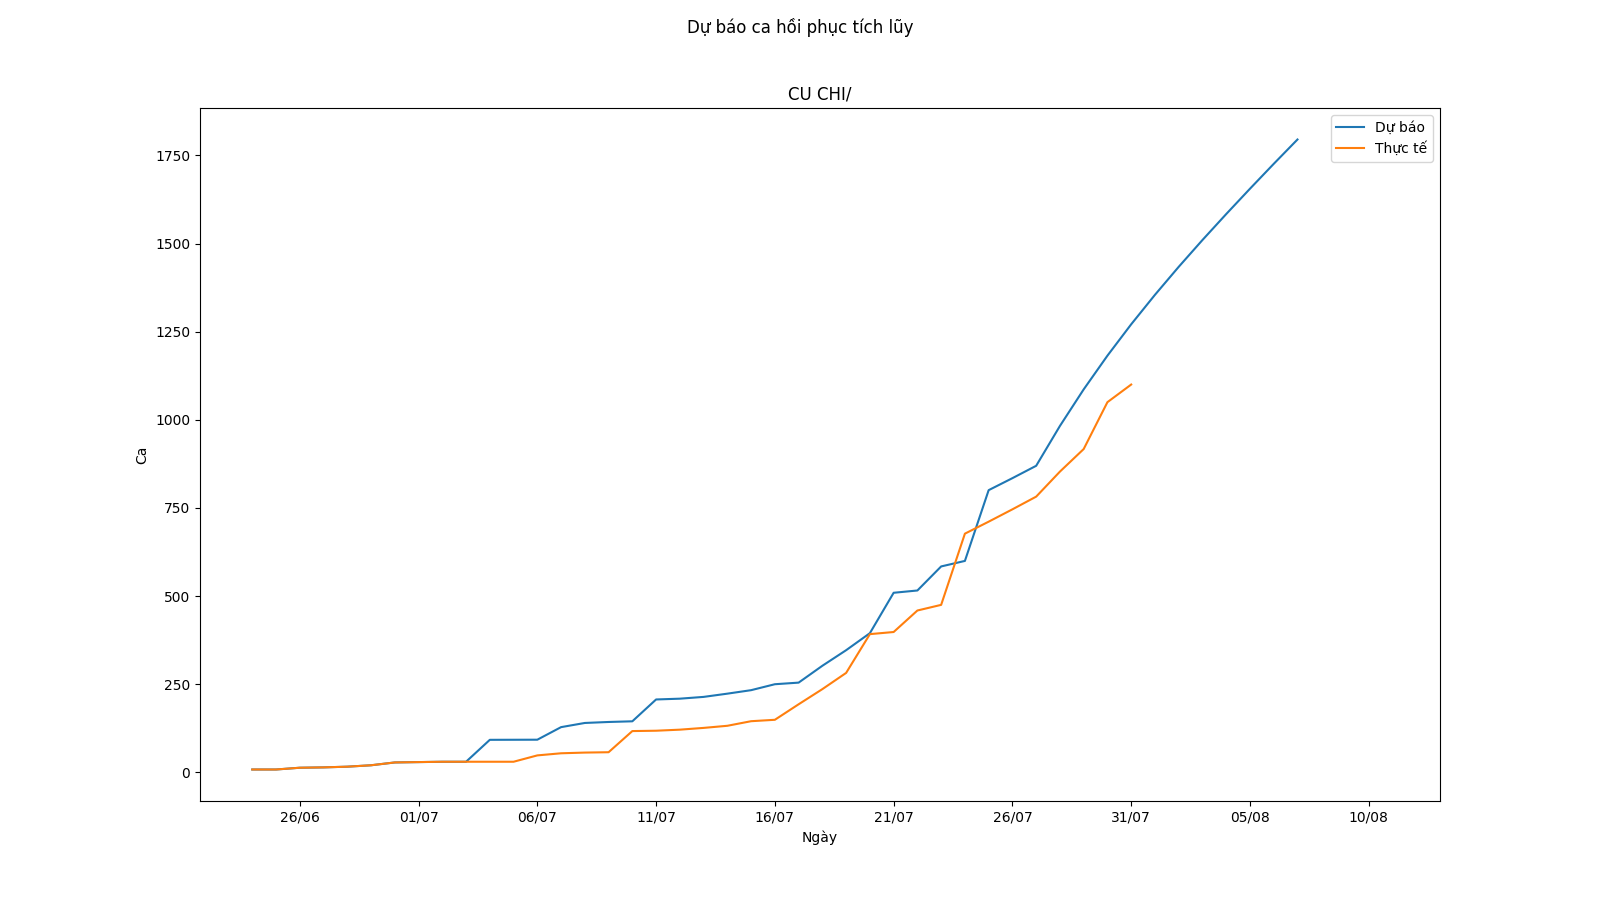 Dự báo ca hồi phục tích lũy
CU CHI/
Dự báo
Thực tế
1750
1500
1250
1000
750
500
250
0
Ca
26/06 01/07 06/07 11/07 16/07 21/07 26/07 31/07 05/08 10/08
Ngày